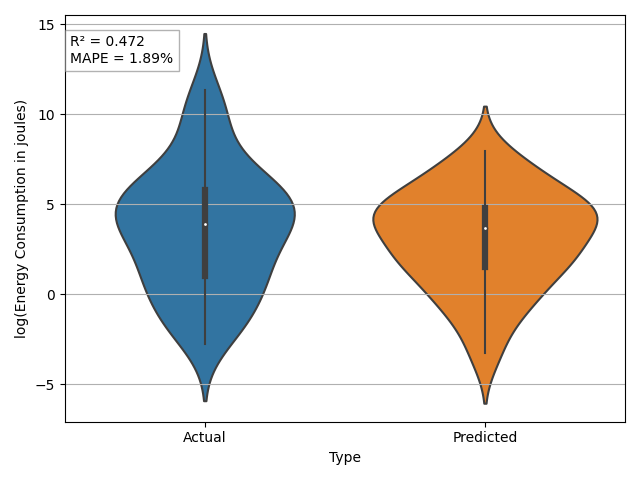 R² = 0.472
MAPE = 1.89%
15
10
5
0
−5
log(Energy Consumption in joules)
Actual
Predicted
Type